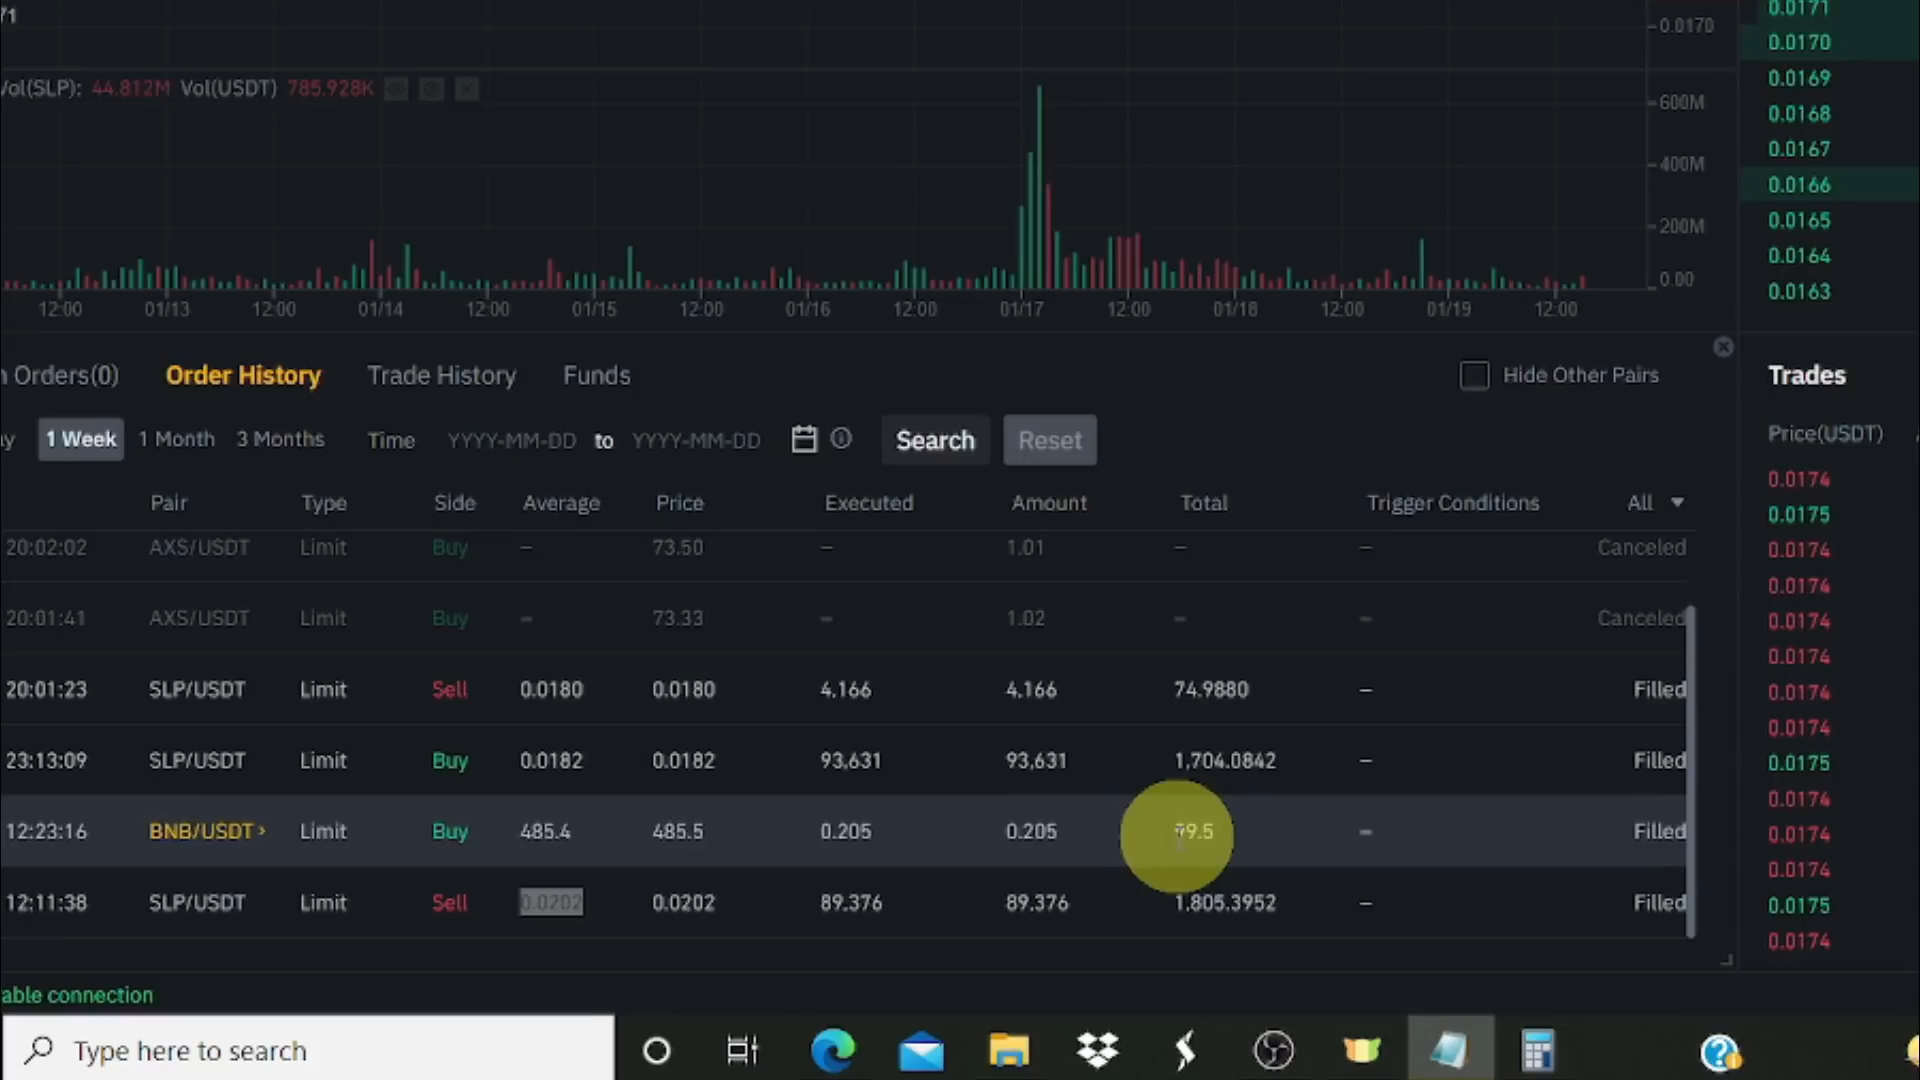 71
0.0170
Vol(SLP): 44.812M Vol(USDT) 785.928K
600M
400M
200M
0.00
12:00 01/13 12:00 01/14 12:00 01/15 12:00 01/16 12:00 01/17 12:00 01/18 12:00 01/19 12:00
0.0171
0.0170
0.0169
0.0168
0.0167
0.0166
0.0165
0.0164
0.0163
n Orders(0) Order History Trade History Funds Hide Other Pairs
ay 1 Week 1 Month 3 Months Time YYYY-MM-DD to YYYY-MM-DD Search Reset
Pair Type Side Average Price Executed Amount Total Trigger Conditions All
20:02:02 AXS/USDT Limit Buy – 73.50 – 1.01 – – Canceled
20:01:41 AXS/USDT Limit Buy – 73.33 – 1.02 – – Canceled
20:01:23 SLP/USDT Limit Sell 0.0180 0.0180 4,166 4,166 74.9880 – Filled
23:13:09 SLP/USDT Limit Buy 0.0182 0.0182 93,631 93,631 1,704.0842 – Filled
12:23:16 BNB/USDT › Limit Buy 485.4 485.5 0.205 0.205 99.5 – Filled
12:11:38 SLP/USDT Limit Sell 0.0202 0.0202 89,376 89,376 1,805.3952 – Filled
Trades
Price(USDT)
0.0174
0.0175
0.0174
0.0174
0.0174
0.0174
0.0174
0.0174
0.0175
0.0174
0.0174
0.0174
0.0175
0.0174
able connection
Type here to search